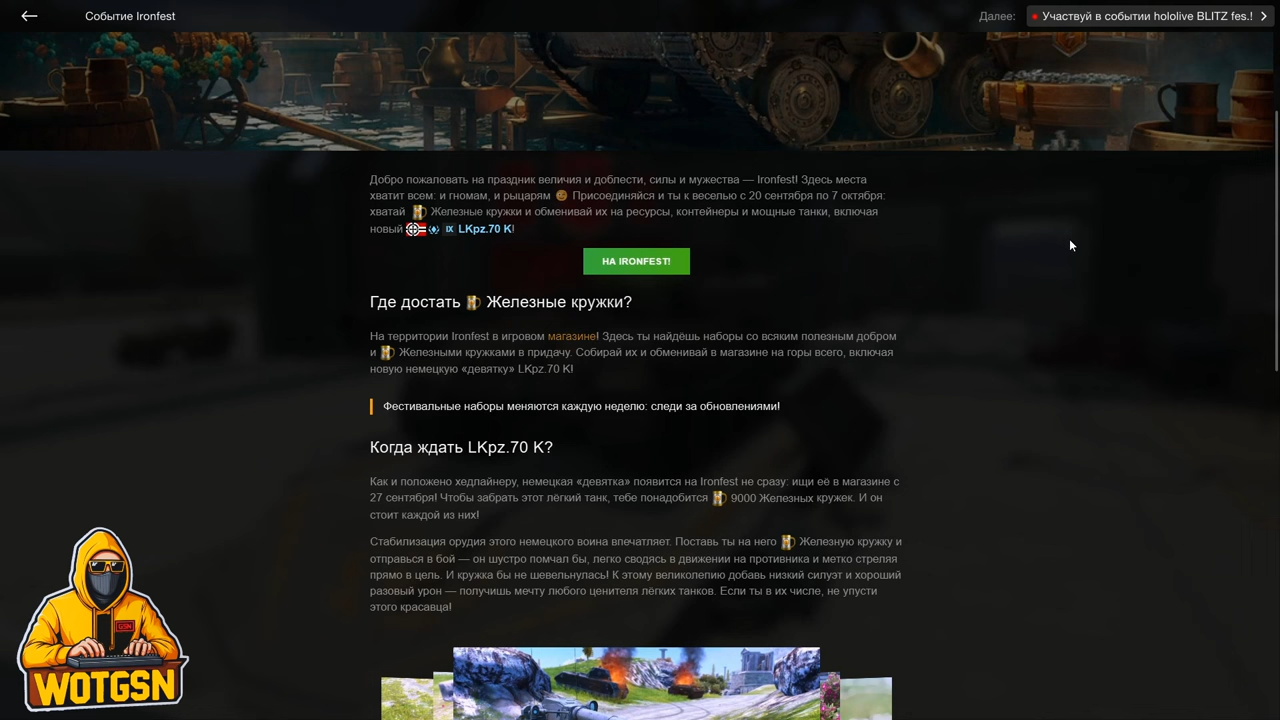 Событие Ironfest
Далее:
Участвуй в событии hololive BLITZ fes.!
Добро пожаловать на праздник величия и доблести, силы и мужества — Ironfest! Здесь места
хватит всем: и гномам, и рыцарям Присоединяйся и ты к веселью с 20 сентября по 7 октября:
хватай Железные кружки и обменивай их на ресурсы, контейнеры и мощные танки, включая
новый IX LKpz.70 K!
НА IRONFEST!
Где достать Железные кружки?
На территории Ironfest в игровом магазине! Здесь ты найдёшь наборы со всяким полезным добром
и Железными кружками в придачу. Собирай их и обменивай в магазине на горы всего, включая
новую немецкую «девятку» LKpz.70 K!
Фестивальные наборы меняются каждую неделю: следи за обновлениями!
Когда ждать LKpz.70 K?
Как и положено хедлайнеру, немецкая «девятка» появится на Ironfest не сразу: ищи её в магазине с
27 сентября! Чтобы забрать этот лёгкий танк, тебе понадобится 9000 Железных кружек. И он
стоит каждой из них!
Стабилизация орудия этого немецкого воина впечатляет. Поставь ты на него Железную кружку и
отправься в бой — он шустро помчал бы, легко сводясь в движении на противника и метко стреляя
прямо в цель. И кружка бы не шевельнулась! К этому великолепию добавь низкий силуэт и хороший
разовый урон — получишь мечту любого ценителя лёгких танков. Если ты в их числе, не упусти
этого красавца!
GSN
WOTGSN